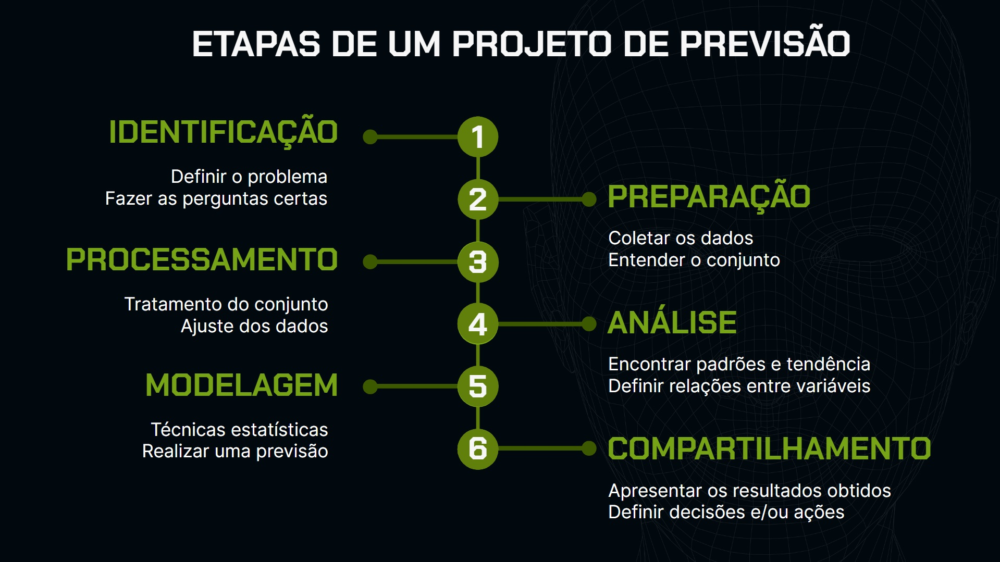 ETAPAS DE UM PROJETO DE PREVISÃO
1
IDENTIFICAÇÃO
Definir o problema
Fazer as perguntas certas
2
PREPARAÇÃO
Coletar os dados
Entender o conjunto
3
PROCESSAMENTO
Tratamento do conjunto
Ajuste dos dados
4
ANÁLISE
Encontrar padrões e tendência
Definir relações entre variáveis
5
MODELAGEM
Técnicas estatísticas
Realizar uma previsão
6
COMPARTILHAMENTO
Apresentar os resultados obtidos
Definir decisões e/ou ações